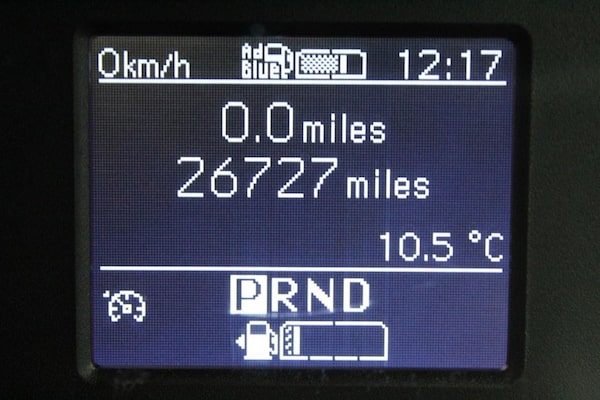 0km/h Ad Blue 12:17
0.0 miles
26727 miles
10.5 °C
PRND